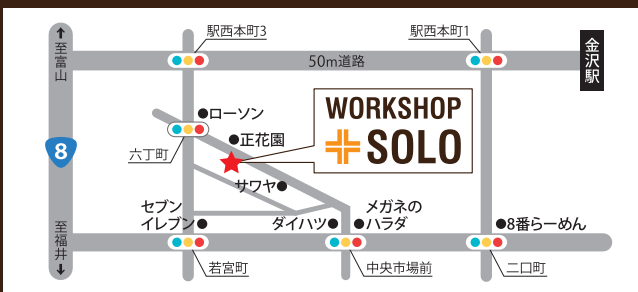 駅西本町3
駅西本町1
至富山
50m道路
金沢駅
ローソン
WORKSHOP
SOLO
正花園
六丁町
8
サワヤ
セブン
イレブン
ダイハツ
メガネの
ハラダ
8番らーめん
至福井
若宮町
中央市場前
二口町